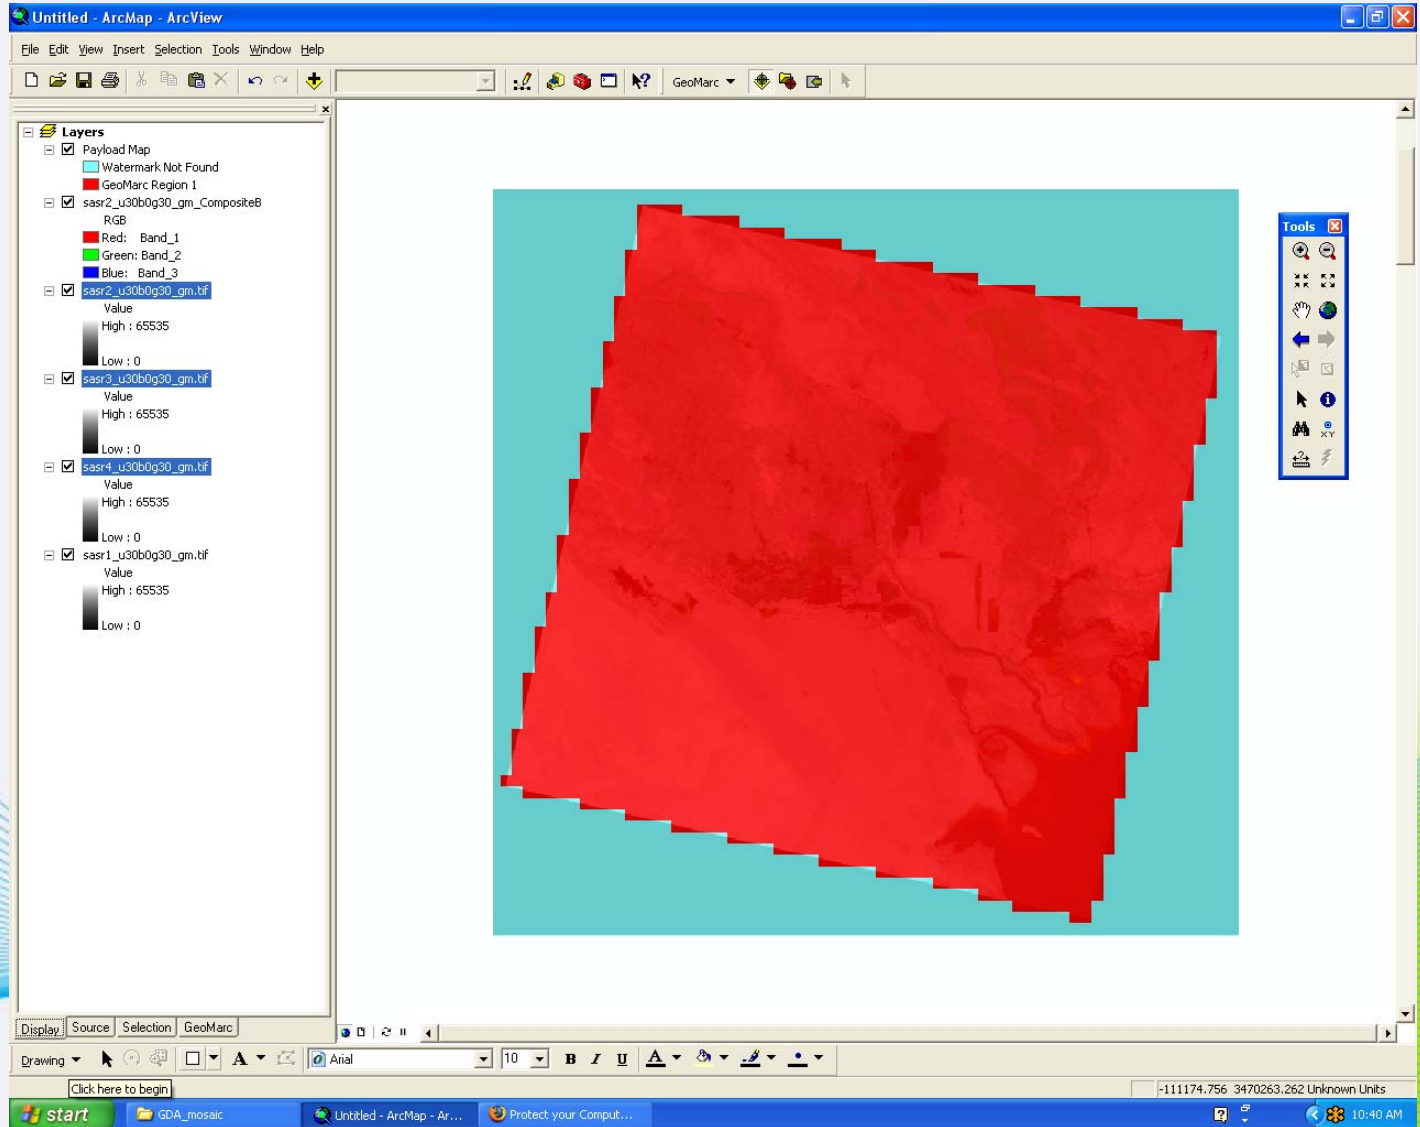 Untitled - ArcMap - ArcView
File Edit View Insert Selection Tools Window Help
GeoMarc
Layers
Payload Map
Watermark Not Found
GeoMarc Region 1
sasr2_u30b0g30_gm_CompositeB
RGB
Red: Band_1
Green: Band_2
Blue: Band_3
sasr2_u30b0g30_gm.tif
Value
High : 65535
Low : 0
sasr3_u30b0g30_gm.tif
Value
High : 65535
Low : 0
sasr4_u30b0g30_gm.tif
Value
High : 65535
Low : 0
sasr1_u30b0g30_gm.tif
Value
High : 65535
Low : 0
Tools
XY
Display Source Selection GeoMarc
Drawing A Arial 10 B I U A
Click here to begin
-111174.756 3470263.262 Unknown Units
start GDA_mosaic Untitled - ArcMap - Ar... Protect your Comput... 10:40 AM